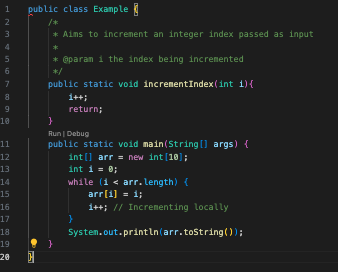 1 public class Example {
2 /*
3 * Aims to increment an integer index passed as input
4 *
5 * @param i the index being incremented
6 */
7 public static void incrementIndex(int i){
8 i++;
9 return;
10 }
Run | Debug
11 public static void main(String[] args) {
12 int[] arr = new int[10];
13 int i = 0;
14 while (i < arr.length) {
15 arr[i] = i;
16 i++; // Incrementing locally
17 }
18 System.out.println(arr.toString());
19 }
20 }